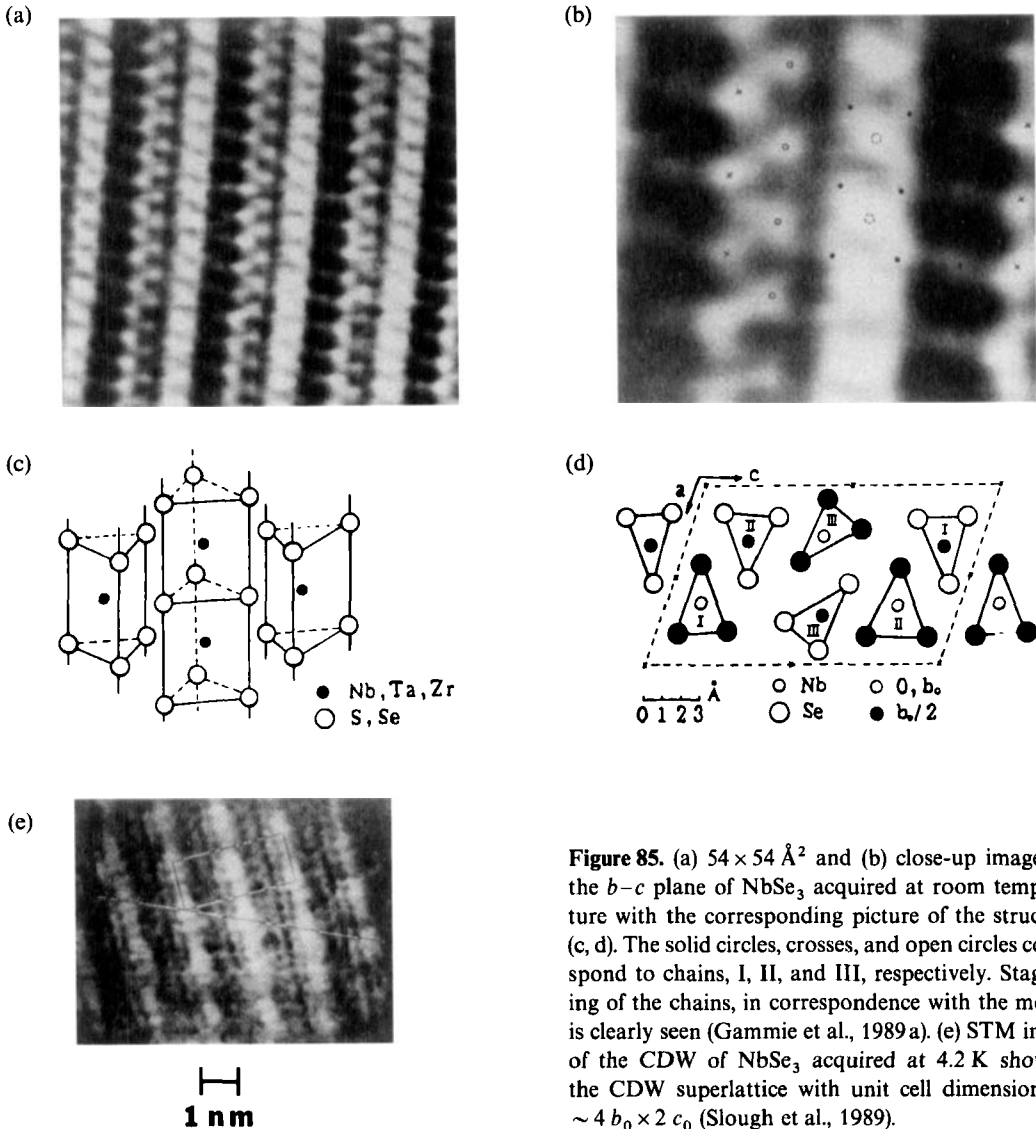 (a)
(b)
(c)
Nb, Ta, Zr
S, Se
(d)
a
c
II
III
I
I
III
II
Å
0 1 2 3
Nb
Se
0, b₀
b₀/2
(e)
1 nm
Figure 85. (a) 54 × 54 Å² and (b) close-up image
the b–c plane of NbSe₃ acquired at room temp
ture with the corresponding picture of the struc
(c, d). The solid circles, crosses, and open circles co
spond to chains, I, II, and III, respectively. Stag
ing of the chains, in correspondence with the mo
is clearly seen (Gammie et al., 1989a). (e) STM in
of the CDW of NbSe₃ acquired at 4.2 K show
the CDW superlattice with unit cell dimension
~ 4 b₀ × 2 c₀ (Slough et al., 1989).